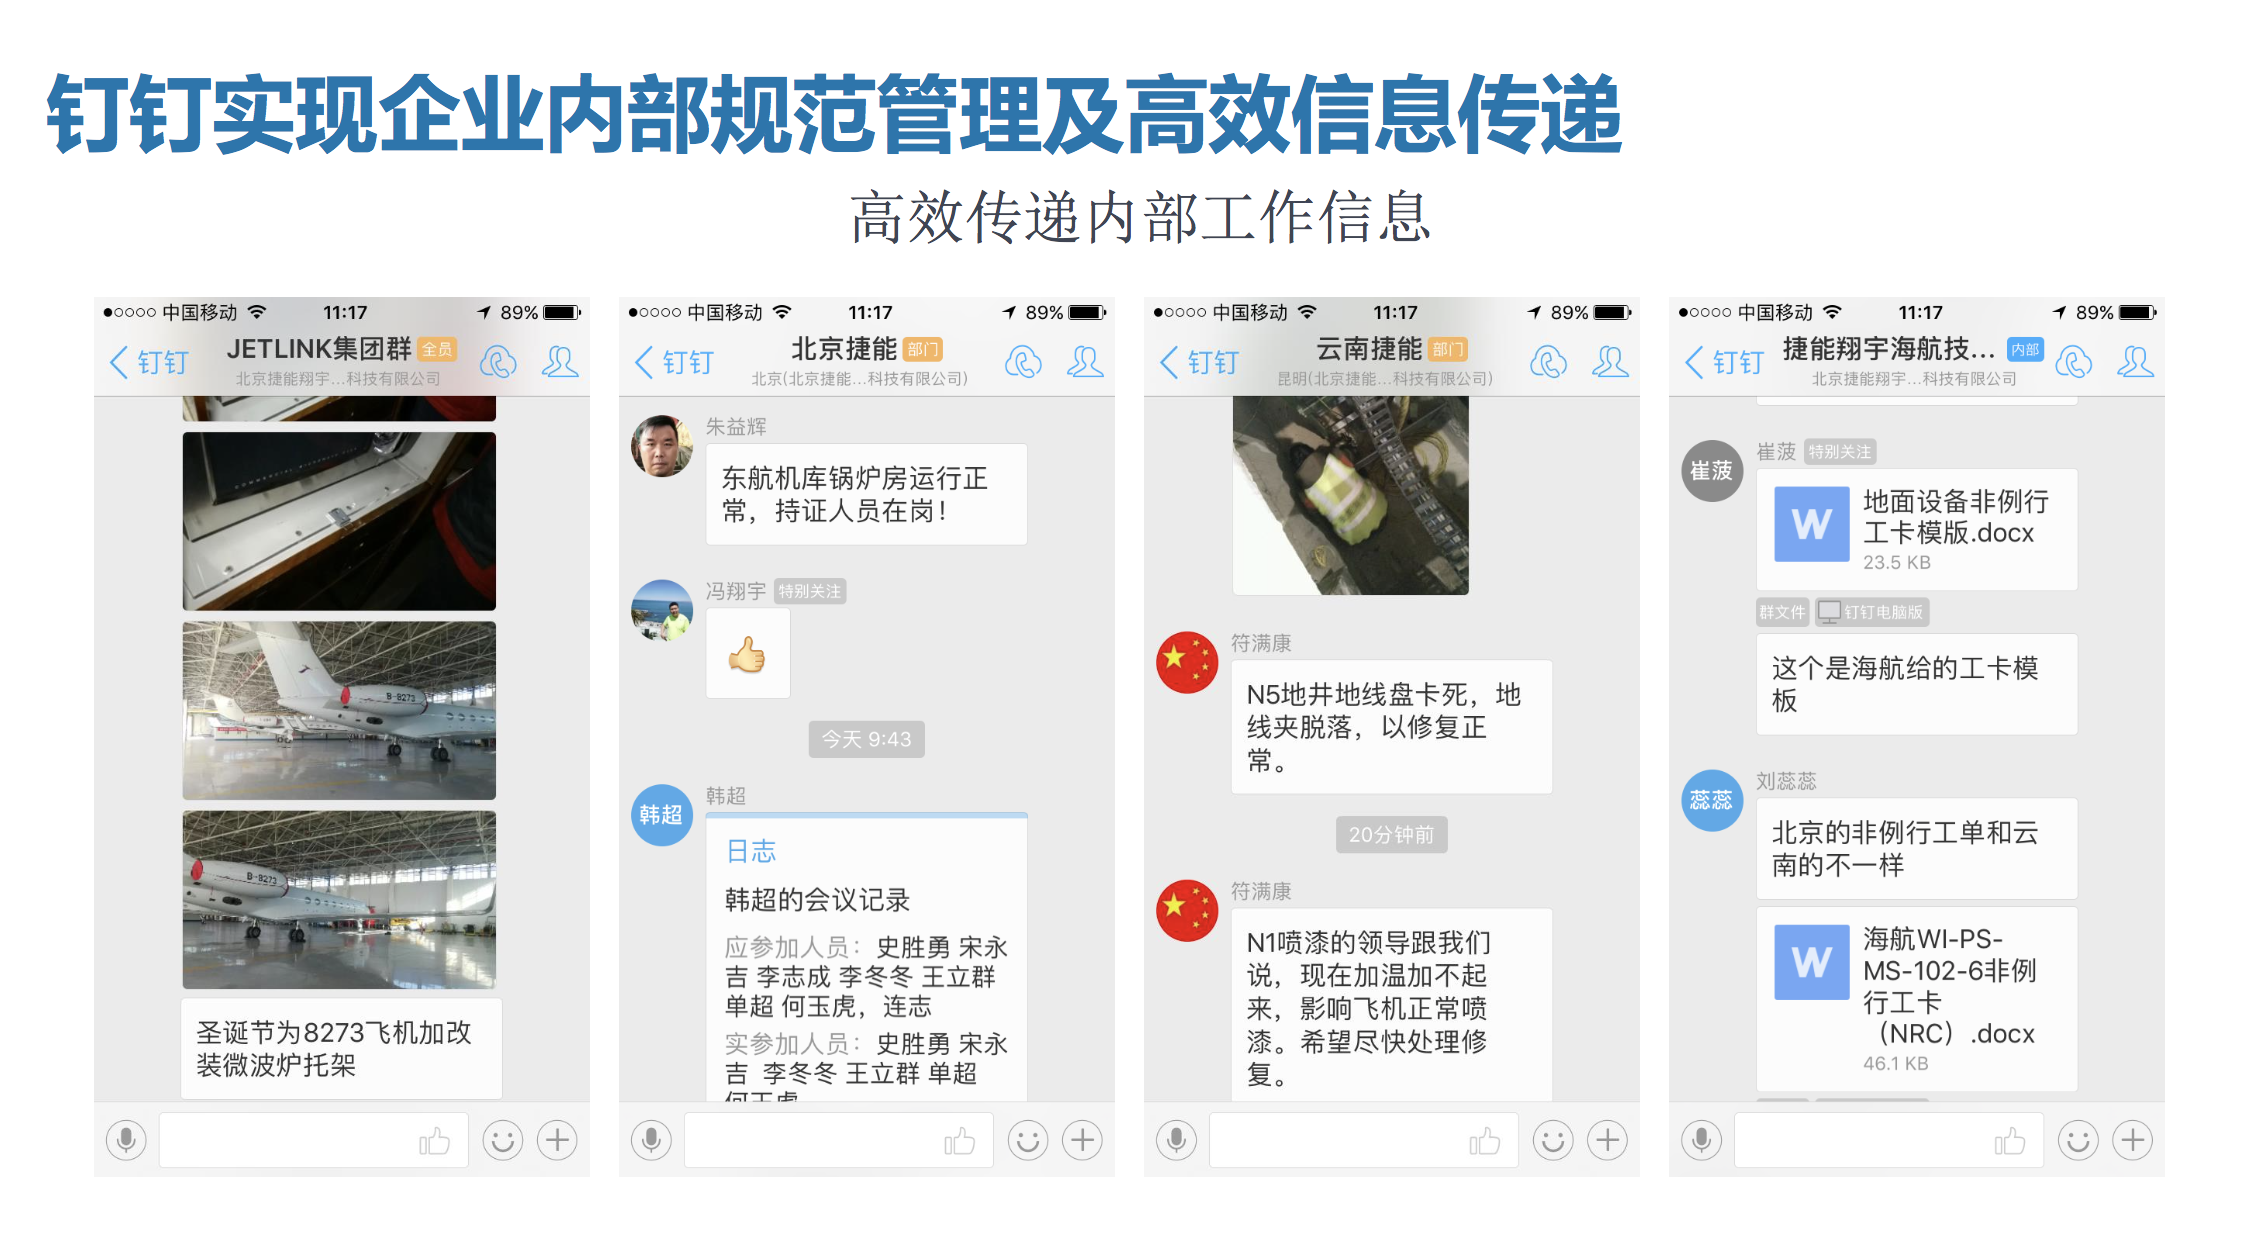 钉钉实现企业内部规范管理及高效信息传递
高效传递内部工作信息
中国移动 11:17 89%
钉钉
JETLINK集团群 全员
北京捷能翔宇...科技有限公司
B-8273
B-8273
圣诞节为8273飞机加改
装微波炉托架
中国移动 11:17 89%
钉钉
北京捷能 部门
北京(北京捷能...科技有限公司)
朱益辉
东航机库锅炉房运行正
常，持证人员在岗！
冯翔宇 特别关注
今天 9:43
韩超
韩超
日志
韩超的会议记录
应参加人员：史胜勇 宋永
吉 李志成 李冬冬 王立群
单超 何玉虎，连志
实参加人员：史胜勇 宋永
吉 李冬冬 王立群 单超
何玉虎
中国移动 11:17 89%
钉钉
云南捷能 部门
昆明(北京捷能...科技有限公司)
符满康
N5地井地线盘卡死，地
线夹脱落，以修复正
常。
20分钟前
符满康
N1喷漆的领导跟我们
说，现在加温加不起
来，影响飞机正常喷
漆。希望尽快处理修
复。
中国移动 11:17 89%
钉钉
捷能翔宇海航技... 内部
北京捷能翔宇...科技有限公司
崔菠
崔菠 特别关注
W
地面设备非例行
工卡模版.docx
23.5 KB
群文件 钉钉电脑版
这个是海航给的工卡模
板
蕊蕊
刘蕊蕊
北京的非例行工单和云
南的不一样
W
海航WI-PS-
MS-102-6非例
行工卡
（NRC）.docx
46.1 KB